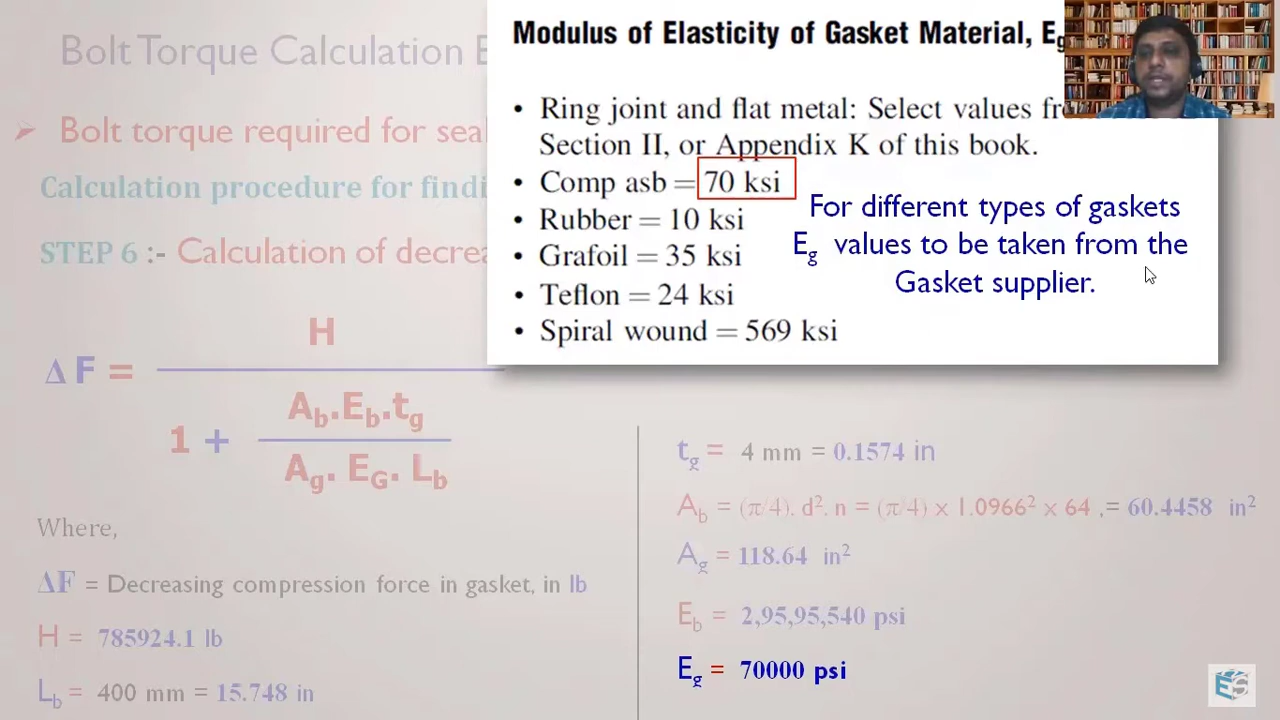 Bolt Torque Calculation E
➢ Bolt torque required for seal
Calculation procedure for findi
STEP 6 :- Calculation of decrea
Modulus of Elasticity of Gasket Material, Eg
• Ring joint and flat metal: Select values fr
Section II, or Appendix K of this book.
• Comp asb = 70 ksi
• Rubber = 10 ksi
• Grafoil = 35 ksi
• Teflon = 24 ksi
• Spiral wound = 569 ksi
For different types of gaskets
Eg values to be taken from the
Gasket supplier.
Δ F = H
1 + Ab.Eb.tg
Ag. EG. Lb
Where,
ΔF = Decreasing compression force in gasket, in lb
H = 785924.1 lb
Lb = 400 mm = 15.748 in
tg = 4 mm = 0.1574 in
Ab = (π/4). d². n = (π/4) x 1.0966² x 64 ,= 60.4458 in²
Ag = 118.64 in²
Eb = 2,95,95,540 psi
Eg = 70000 psi
ES